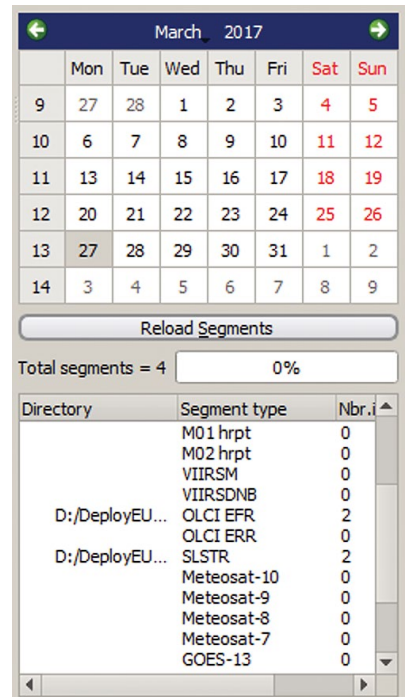 March 2017
Mon Tue Wed Thu Fri Sat Sun
9 27 28 1 2 3 4 5
10 6 7 8 9 10 11 12
11 13 14 15 16 17 18 19
12 20 21 22 23 24 25 26
13 27 28 29 30 31 1 2
14 3 4 5 6 7 8 9
Reload Segments
Total segments = 4 0%
Directory Segment type Nbr.i
M01 hrpt 0
M02 hrpt 0
VIIRSM 0
VIIRSDNB 0
D:/DeployEU... OLCI EFR 2
OLCI ERR 0
D:/DeployEU... SLSTR 2
Meteosat-10 0
Meteosat-9 0
Meteosat-8 0
Meteosat-7 0
GOES-13 0